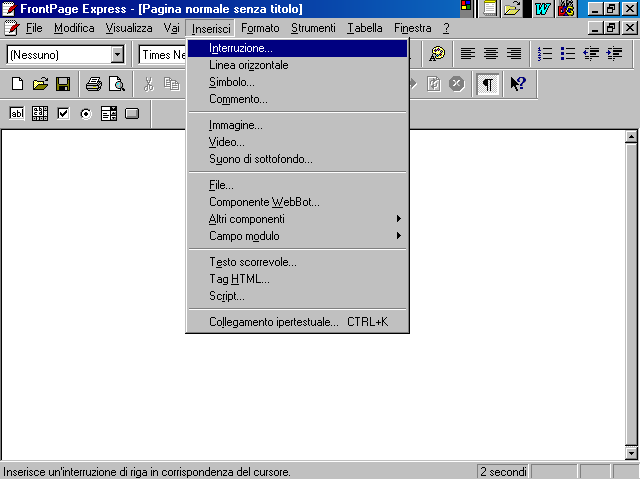 FrontPage Express - [Pagina normale senza titolo]
File Modifica Visualizza Vai Inserisci Formato Strumenti Tabella Finestra ?
(Nessuno) Times Ne
Interruzione...
Linea orizzontale
Simbolo...
Commento...
Immagine...
Video...
Suono di sottofondo...
File...
Componente WebBot...
Altri componenti
Campo modulo
Testo scorrevole...
Tag HTML...
Script...
Collegamento ipertestuale... CTRL+K
Inserisce un'interruzione di riga in corrispondenza del cursore. 2 secondi